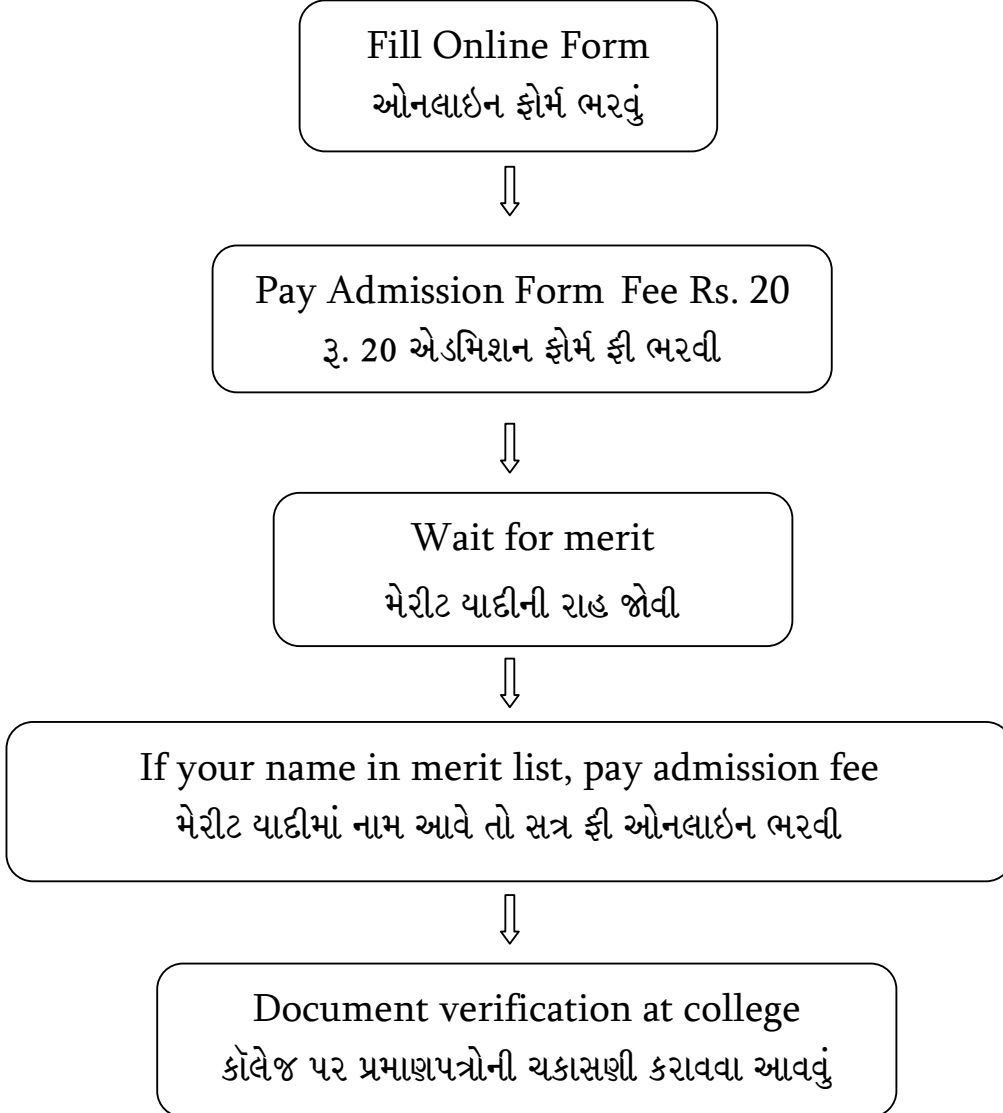 Fill Online Form
ઓનલાઇન ફોર્મ ભરવું
Pay Admission Form Fee Rs. 20
રૂ. 20 એડમિશન ફોર્મ ફી ભરવી
Wait for merit
મેરીટ યાદીની રાહ જોવી
If your name in merit list, pay admission fee
મેરીટ યાદીમાં નામ આવે તો સત્ર ફી ઓનલાઇન ભરવી
Document verification at college
કૉલેજ પર પ્રમાણપત્રોની ચકાસણી કરાવવા આવવું